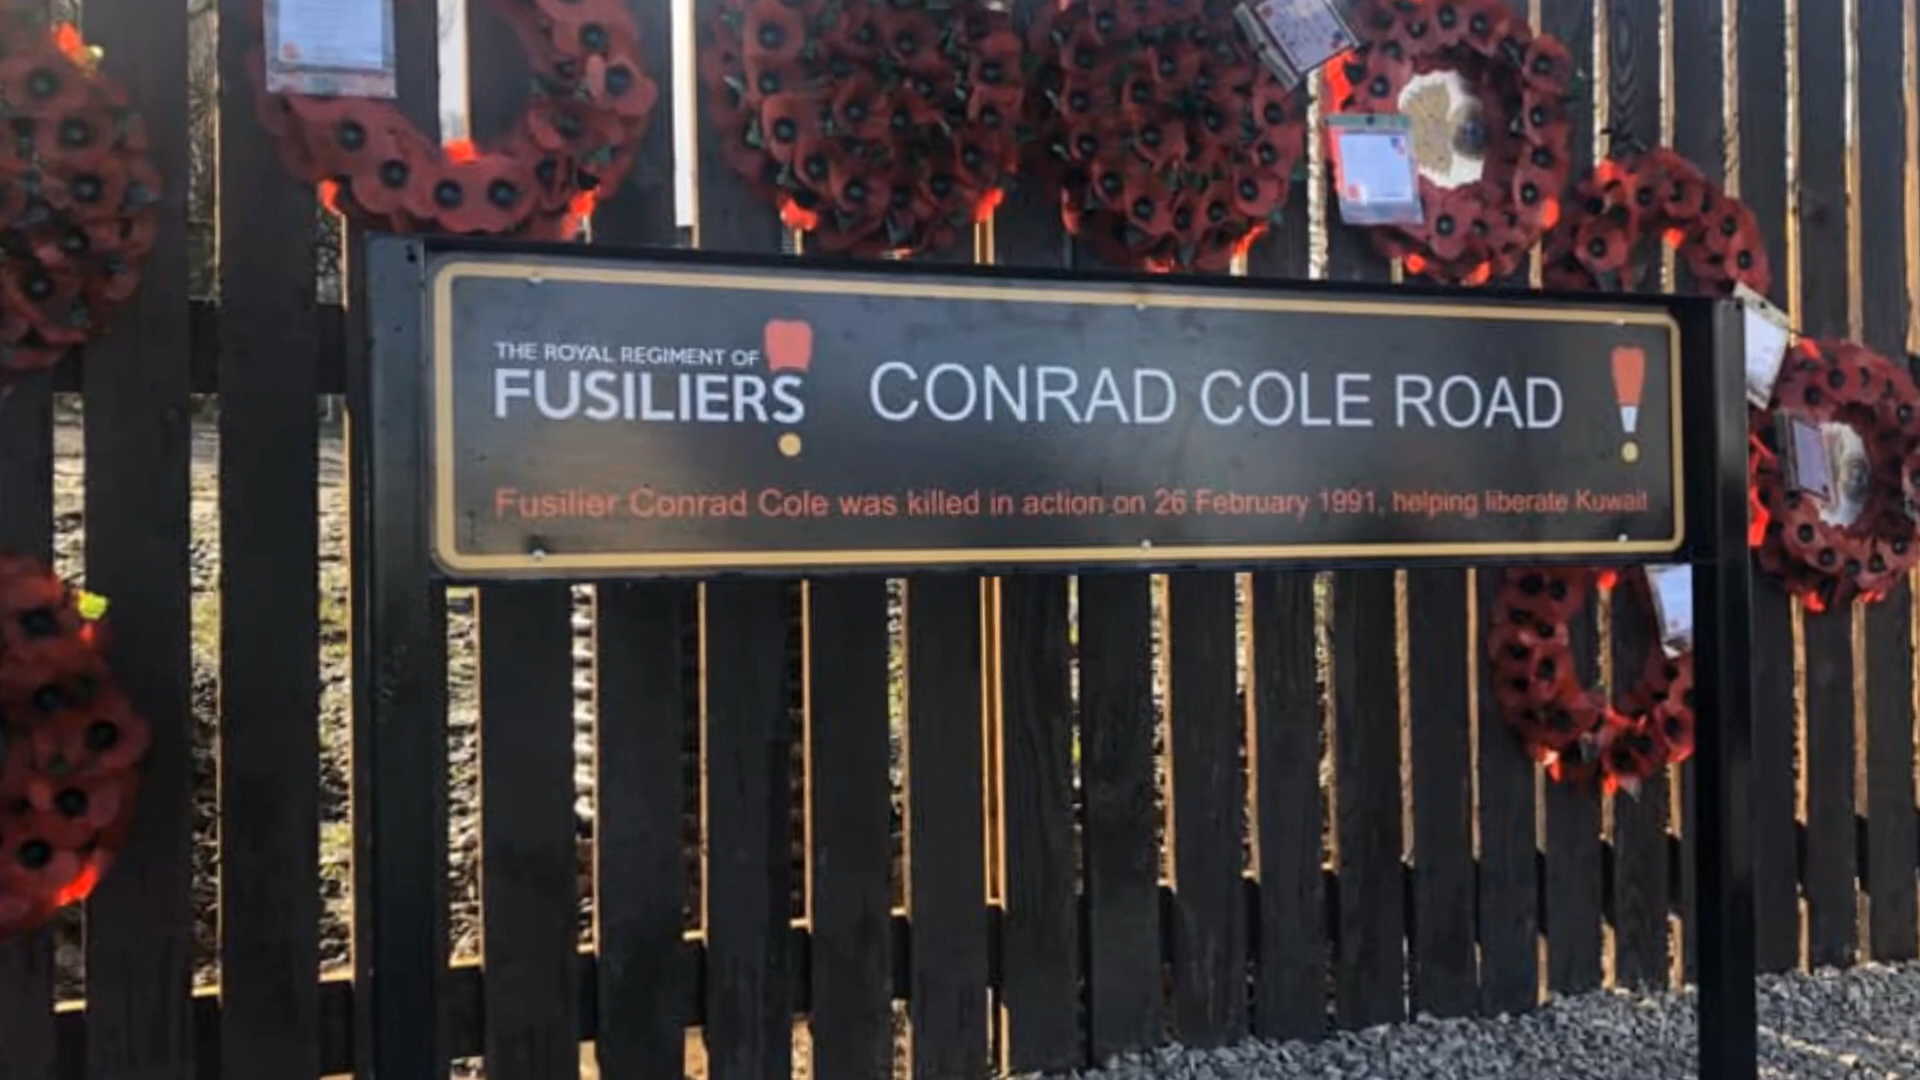 THE ROYAL REGIMENT OF
FUSILIERS
CONRAD COLE ROAD
Fusilier Conrad Cole was killed in action on 26 February 1991, helping liberate Kuwait